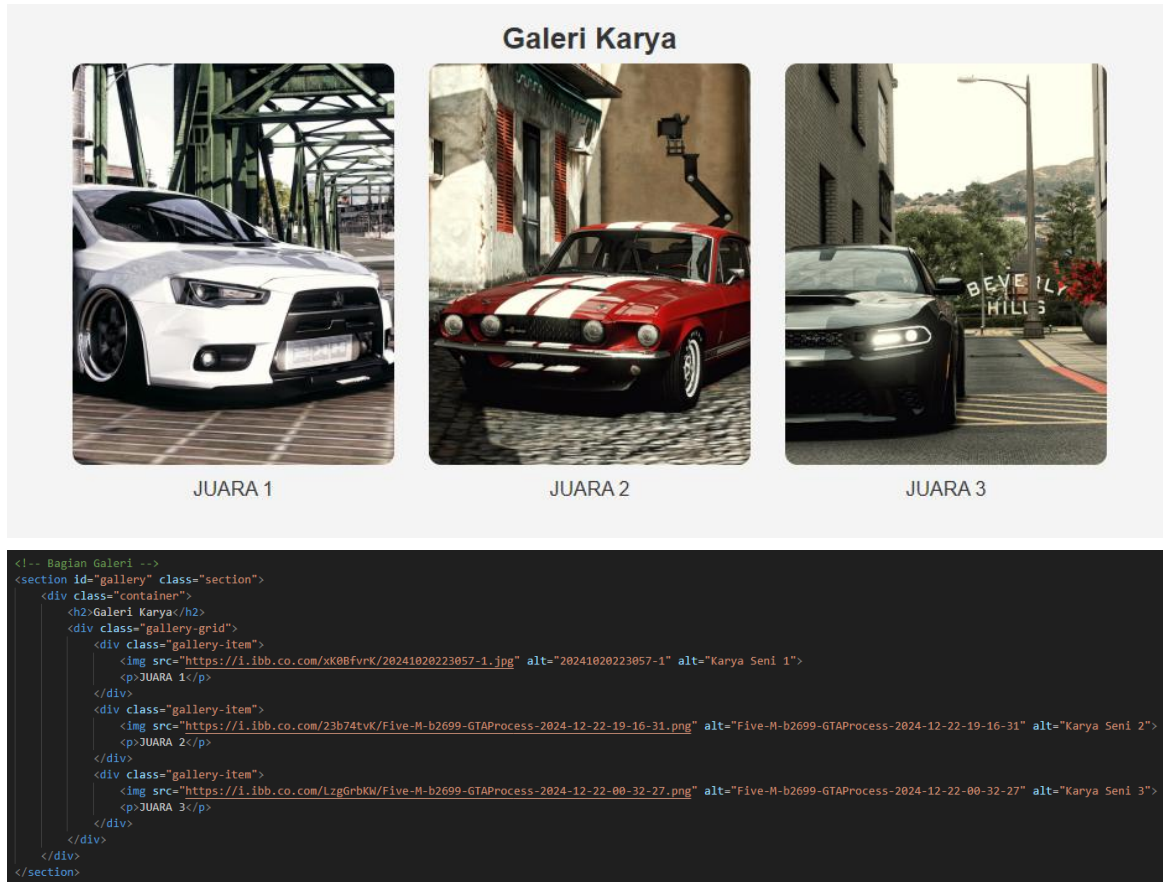 Galeri Karya
BEVERLY
HILLS
JUARA 1
JUARA 2
JUARA 3
<!-- Bagian Galeri -->
<section id="gallery" class="section">
<div class="container">
<h2>Galeri Karya</h2>
<div class="gallery-grid">
<div class="gallery-item">
<img src="https://i.ibb.co.com/xK0BfvrK/20241020223057-1.jpg" alt="20241020223057-1" alt="Karya Seni 1">
<p>JUARA 1</p>
</div>
<div class="gallery-item">
<img src="https://i.ibb.co.com/23b74tvK/Five-M-b2699-GTAProcess-2024-12-22-19-16-31.png" alt="Five-M-b2699-GTAProcess-2024-12-22-19-16-31" alt="Karya Seni 2">
<p>JUARA 2</p>
</div>
<div class="gallery-item">
<img src="https://i.ibb.co.com/LzgGrbKW/Five-M-b2699-GTAProcess-2024-12-22-00-32-27.png" alt="Five-M-b2699-GTAProcess-2024-12-22-00-32-27" alt="Karya Seni 3">
<p>JUARA 3</p>
</div>
</div>
</div>
</section>